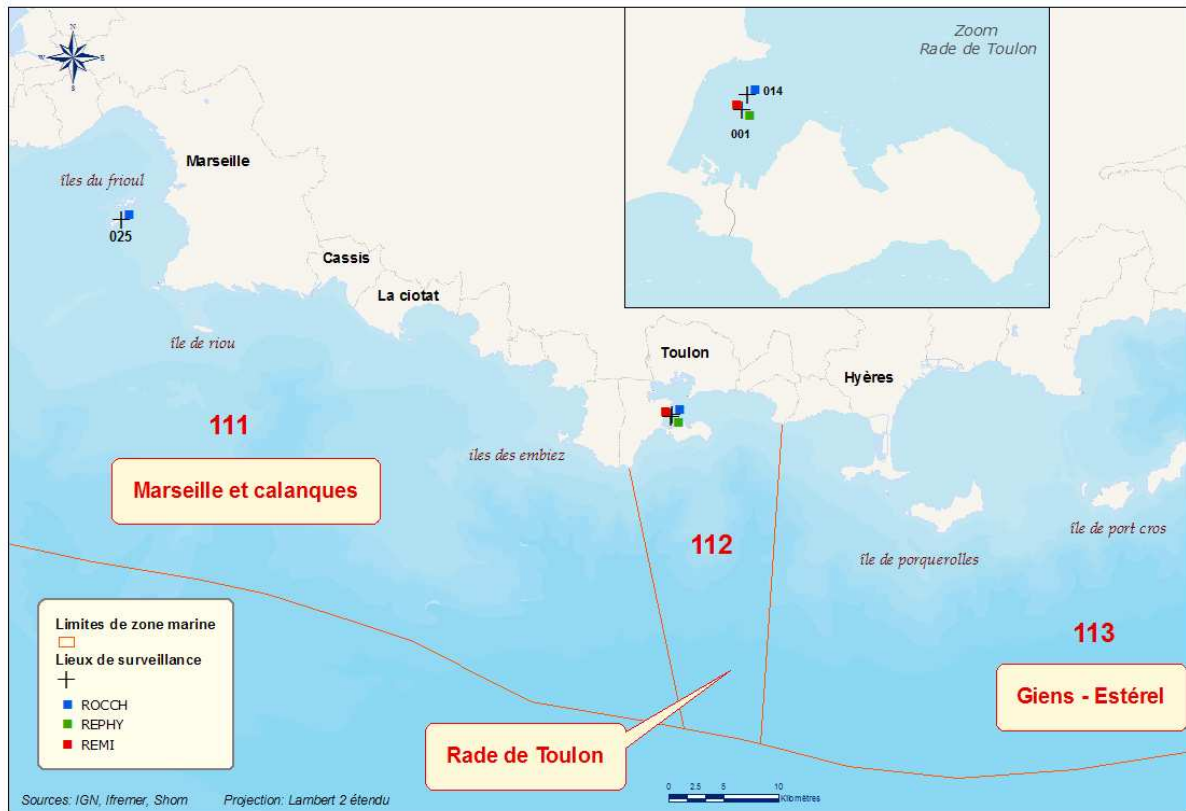 N
W
E
S
Zoom
Rade de Toulon
014
001
Marseille
îles du frioul
025
Cassis
La ciotat
île de riou
Toulon
Hyères
111
îles des embiez
Marseille et calanques
112
île de port cros
île de porquerolles
113
Limites de zone marine
Lieux de surveillance
ROCCH
REPHY
REMI
Giens - Estérel
Rade de Toulon
0 2.5 5 10
Kilomètres
Sources: IGN, Ifremer, Shom Projection: Lambert 2 étendu